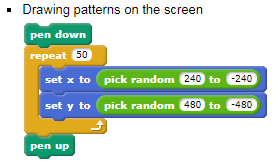 ▪ Drawing patterns on the screen
pen down
repeat 50
set x to pick random 240 to -240
set y to pick random 480 to -480
pen up